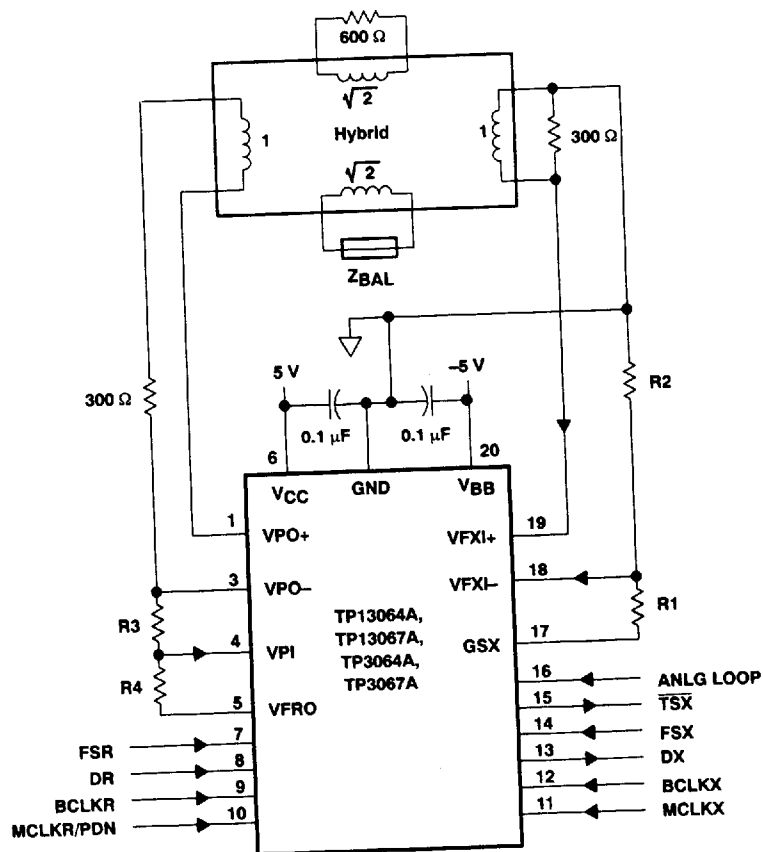 600 Ω
√2
1
Hybrid
1
300 Ω
√2
ZBAL
5 V
–5 V
R2
300 Ω
0.1 μF
0.1 μF
6
20
VCC
GND
VBB
1
VPO+
VFXI+
19
3
VPO–
VFXI–
18
R3
R1
TP13064A,
TP13067A,
TP3064A,
TP3067A
4
VPI
GSX
17
R4
5
VFRO
16
ANLG LOOP
15
TSX
FSR
7
14
FSX
DR
8
13
DX
BCLKR
9
12
BCLKX
MCLKR/PDN
10
11
MCLKX